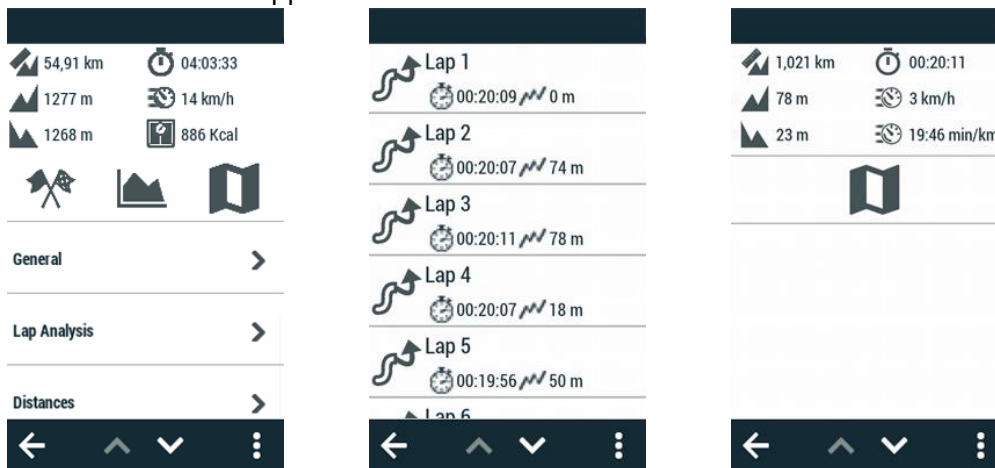 54,91 km 04:03:33
1277 m 14 km/h
1268 m 886 Kcal
General
Lap Analysis
Distances
Lap 1
00:20:09 0 m
Lap 2
00:20:07 74 m
Lap 3
00:20:11 78 m
Lap 4
00:20:07 18 m
Lap 5
00:19:56 50 m
Lap 6
1,021 km 00:20:11
78 m 3 km/h
23 m 19:46 min/km